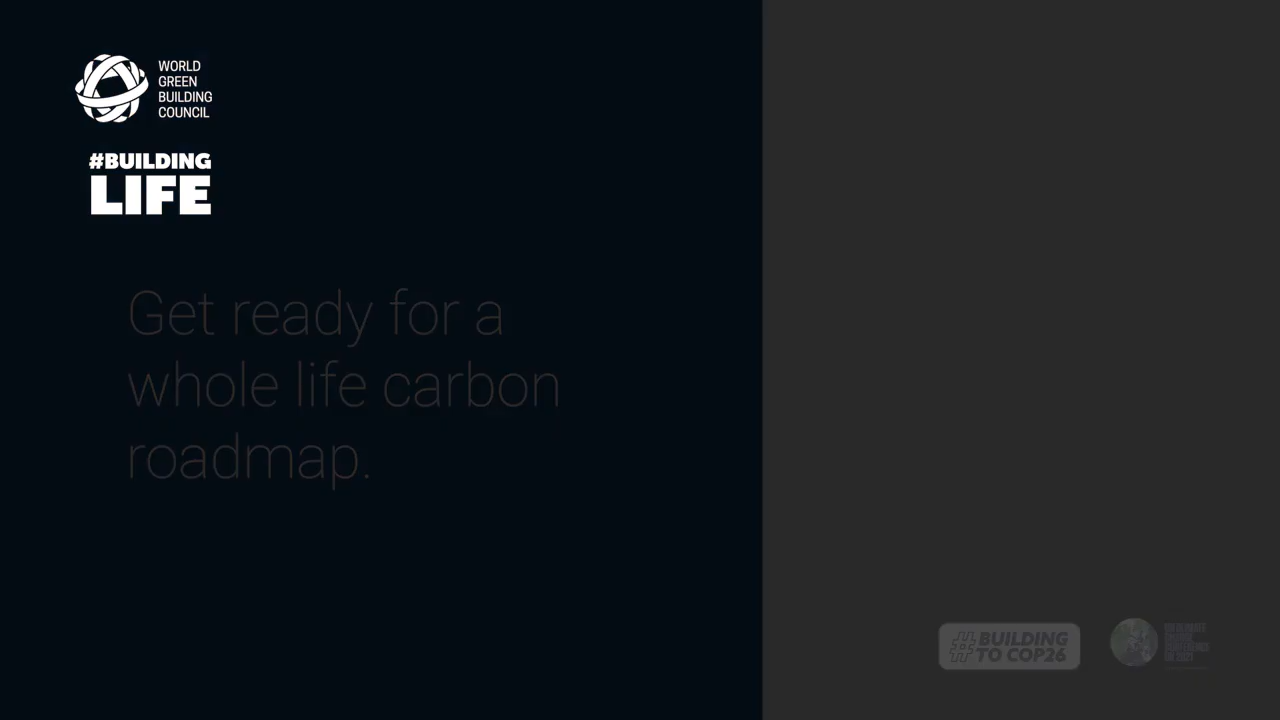 WORLD
GREEN
BUILDING
COUNCIL
#BUILDING
LIFE
Get ready for a
whole life carbon
roadmap.
#BUILDING
TO COP26